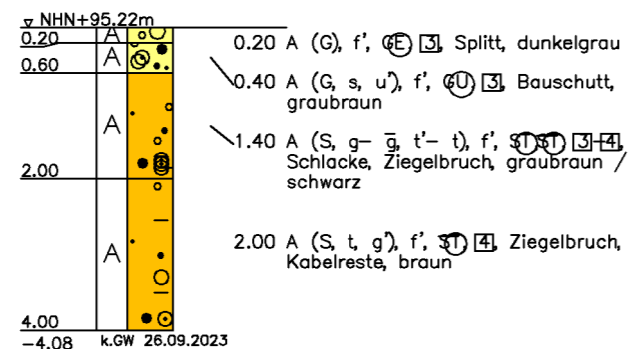 NHN+95.22m
0.20
0.60
2.00
4.00
-4.08
A
A
A
A
k.GW 26.09.2023
0.20 A (G), f', GE 3, Splitt, dunkelgrau
0.40 A (G, s, u'), f', GU 3, Bauschutt,
graubraun
1.40 A (S, g- g̅, t'- t), f', ST ST̅ 3-4,
Schlacke, Ziegelbruch, graubraun /
schwarz
2.00 A (S, t, g'), f', ST̅, 4, Ziegelbruch,
Kabelreste, braun